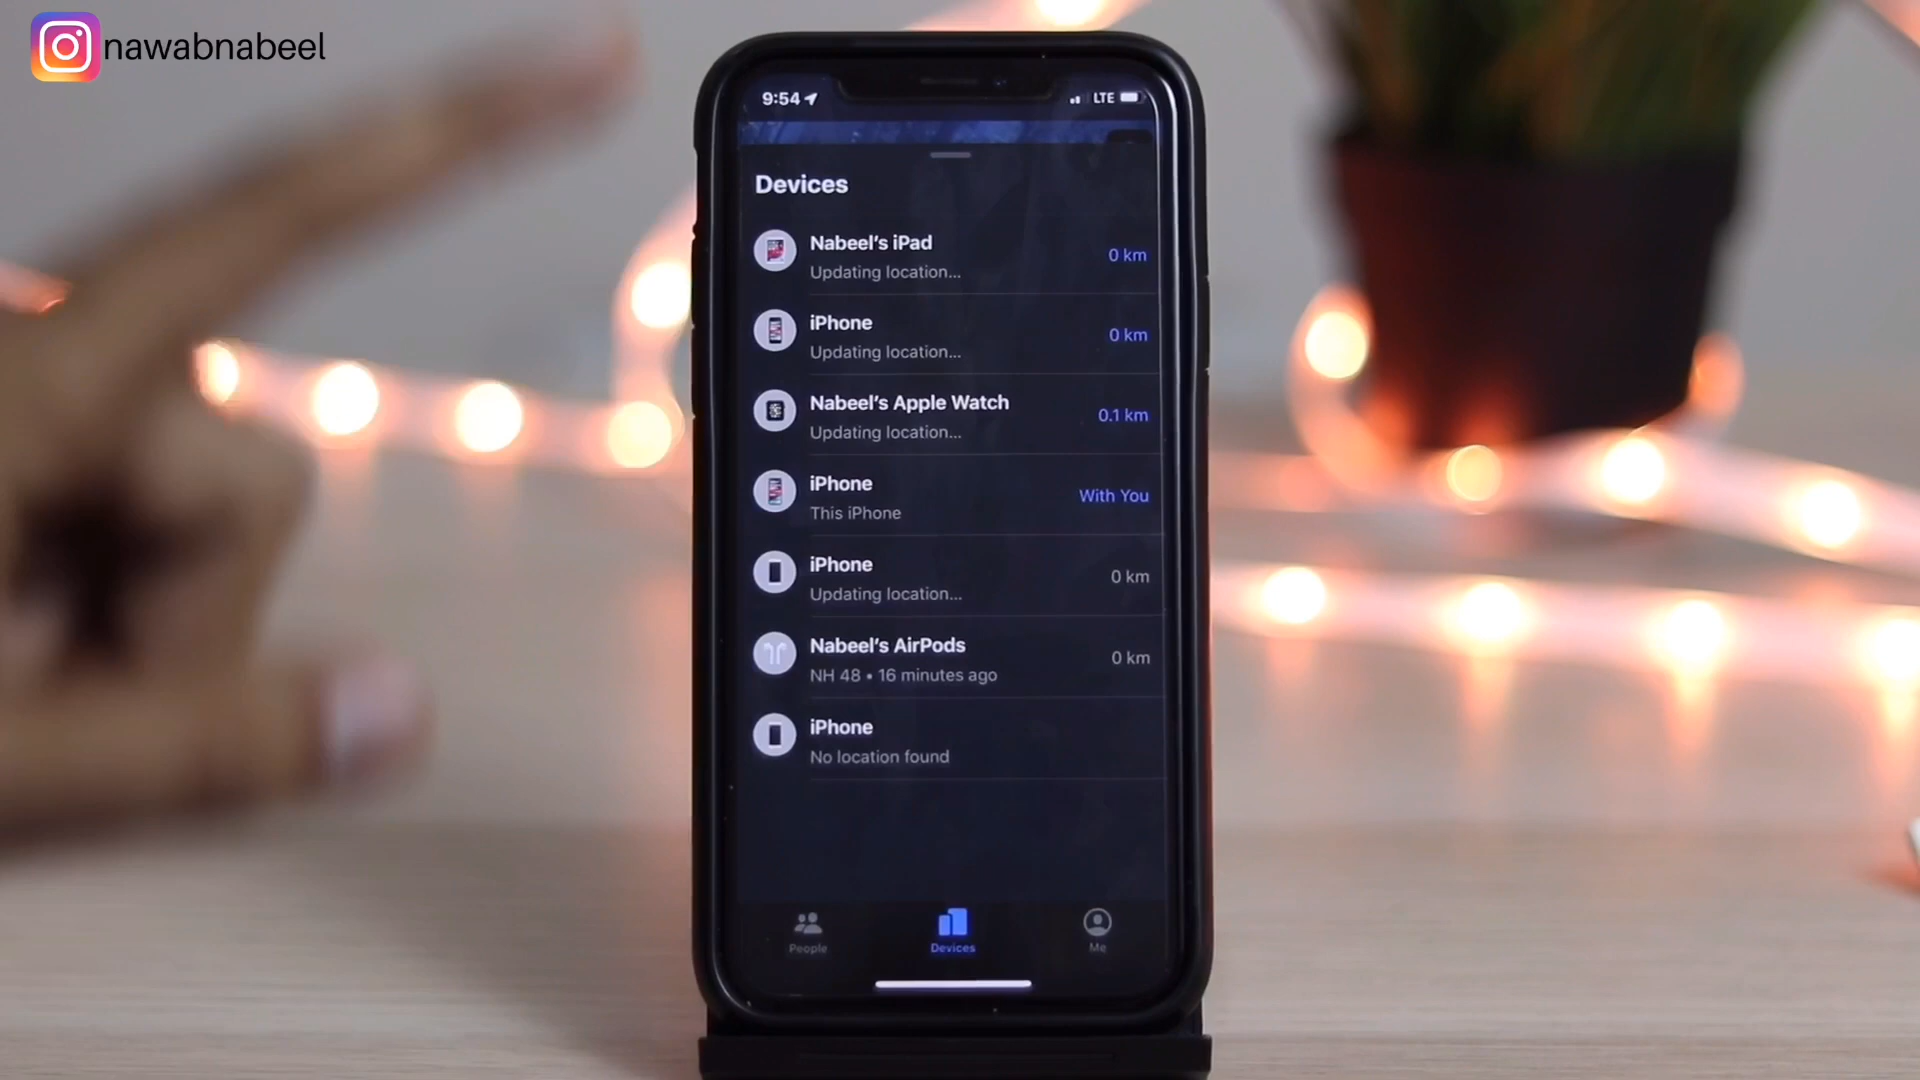 nawabnabeel
9:54
LTE
Devices
Nabeel's iPad
Updating location...
0 km
iPhone
Updating location...
0 km
Nabeel's Apple Watch
Updating location...
0.1 km
iPhone
This iPhone
With You
iPhone
Updating location...
0 km
Nabeel's AirPods
NH 48 • 16 minutes ago
0 km
iPhone
No location found
People
Devices
Me